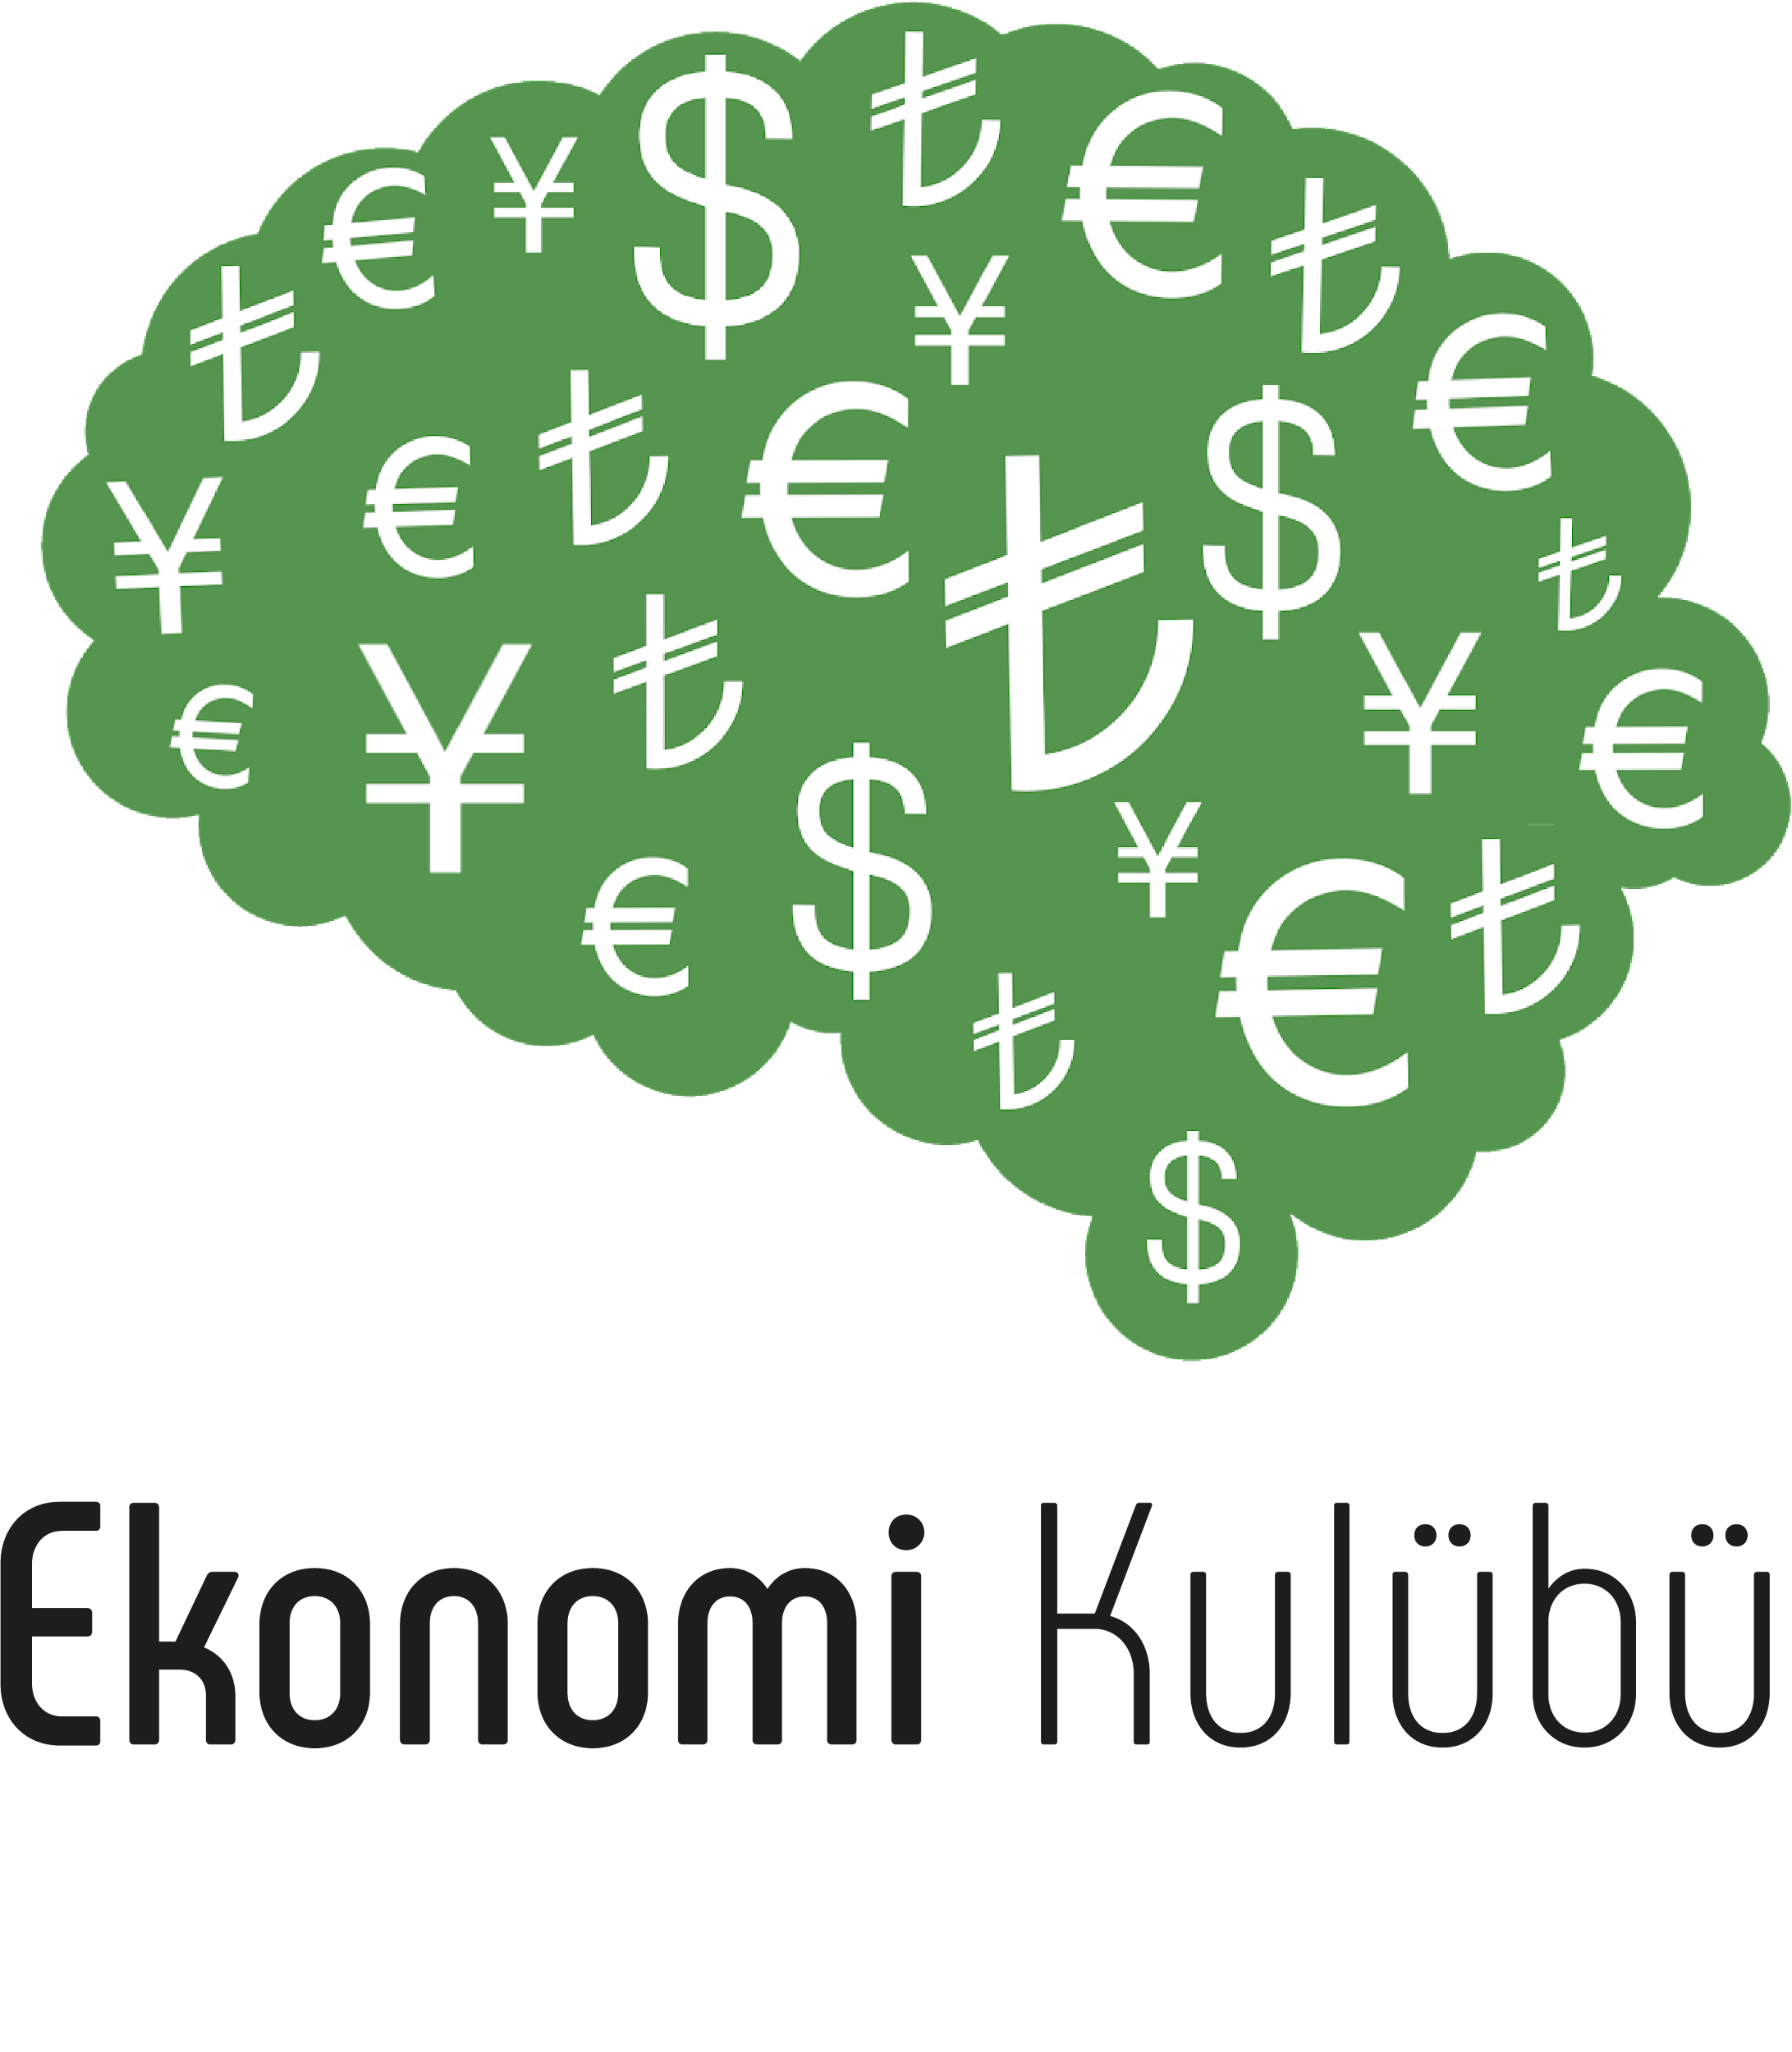 ₺ € ¥ $ ₺ € ₺
¥ € ₺ € ¥ ₺ $ € ₺
€ ¥ ₺ $ ¥ ¥ €
€ ₺ € ₺
$
Ekonomi Kulübü